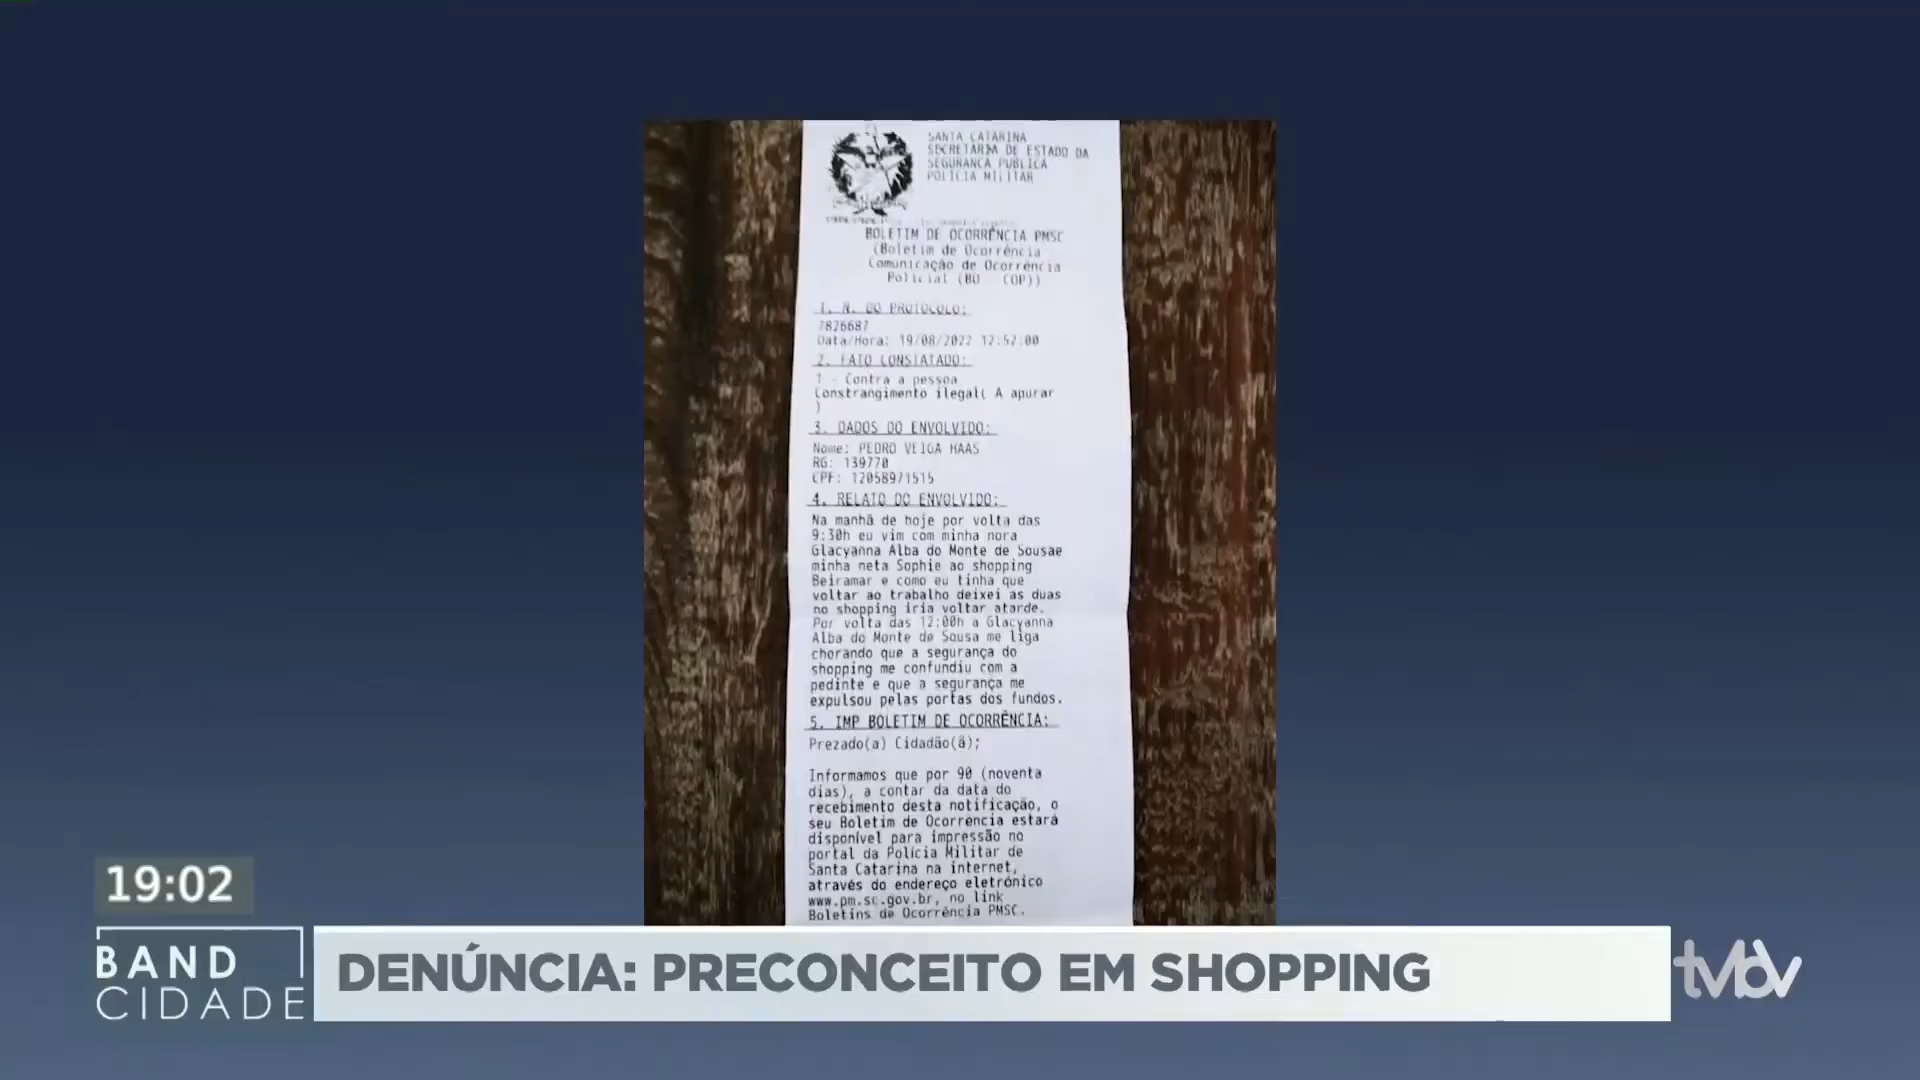 SANTA CATARINA
SECRETARIA DE ESTADO DA
SEGURANCA PUBLICA
POLICIA MILITAR
BOLETIM DE OCORRÊNCIA PMSC
(Boletim de Ocorrência
Comunicação de Ocorrência
Policial (BO COP))
1. N. DO PROTOCOLO:
7826687
Data/Hora: 19/08/2022 12:52:00
2. FATO CONSTATADO:
1 - Contra a pessoa
Constrangimento ilegal( A apurar
)
3. DADOS DO ENVOLVIDO:
Nome: PEDRO VEIGA HAAS
RG: 139770
CPF: 12058971515
4. RELATO DO ENVOLVIDO:
Na manhã de hoje por volta das
9:30h eu vim com minha nora
Glacyanna Alba do Monte de Sousae
minha neta Sophie ao shopping
Beiramar e como eu tinha que
voltar ao trabalho deixei as duas
no shopping iria voltar atarde.
Por volta das 12:00h a Glacyanna
Alba do Monte de Sousa me liga
chorando que a segurança do
shopping me confundiu com a
pedinte e que a segurança me
expulsou pelas portas dos fundos.
5. IMP BOLETIM DE OCORRÊNCIA:
Prezado(a) Cidadão(ã);
Informamos que por 90 (noventa
dias), a contar da data do
recebimento desta notificação, o
seu Boletim de Ocorrência estará
disponível para impressão no
portal da Polícia Militar de
Santa Catarina na internet,
através do endereço eletrônico
www.pm.sc.gov.br, no link
Boletins de Ocorrência PMSC.
19:02
BAND
CIDADE
DENÚNCIA: PRECONCEITO EM SHOPPING
tvbv